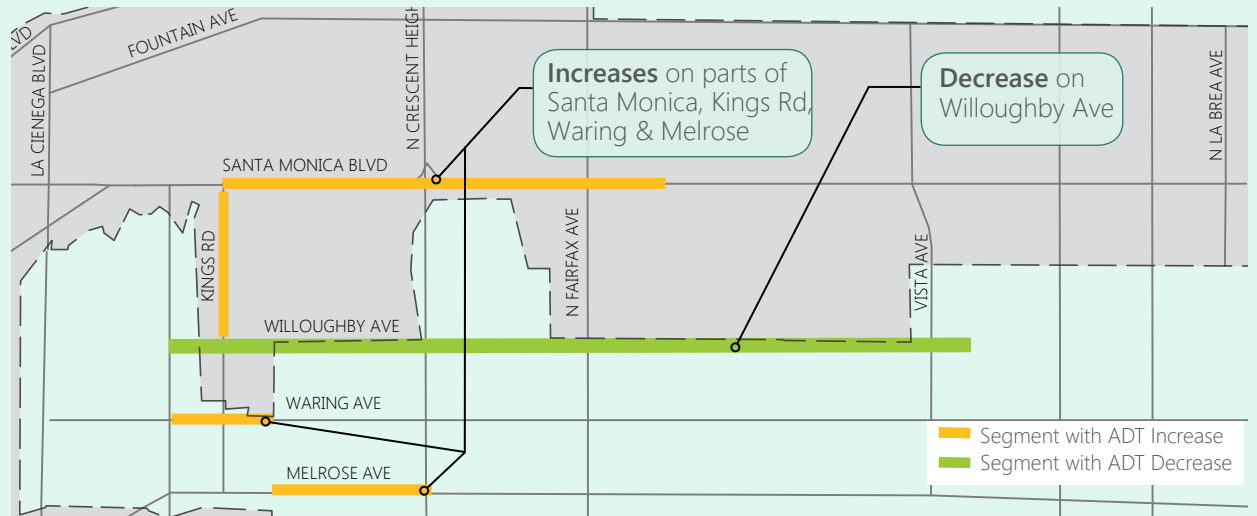 LVD
FOUNTAIN AVE
LA CIENEGA BLVD
N CRESCENT HEIGH
Increases on parts of
Santa Monica, Kings Rd,
Waring & Melrose
Decrease on
Willoughby Ave
N LA BREA AVE
SANTA MONICA BLVD
KINGS RD
N FAIRFAX AVE
VISTA AVE
WILLOUGHBY AVE
WARING AVE
MELROSE AVE
Segment with ADT Increase
Segment with ADT Decrease